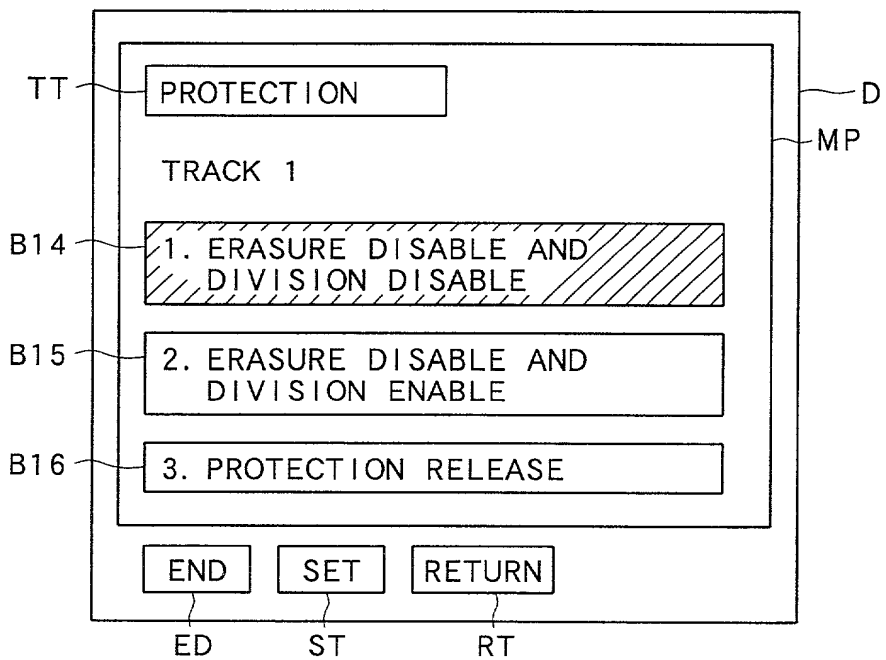 TT
PROTECTION
D
MP
TRACK 1
B14
1. ERASURE DISABLE AND
DIVISION DISABLE
B15
2. ERASURE DISABLE AND
DIVISION ENABLE
B16
3. PROTECTION RELEASE
END SET RETURN
ED ST RT